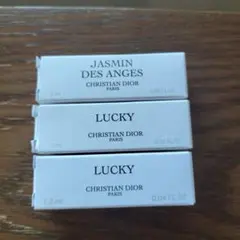 JASMIN
DES ANGES
CHRISTIAN DIOR
PARIS
LUCKY
CHRISTIAN DIOR
PARIS
LUCKY
CHRISTIAN DIOR
PARIS